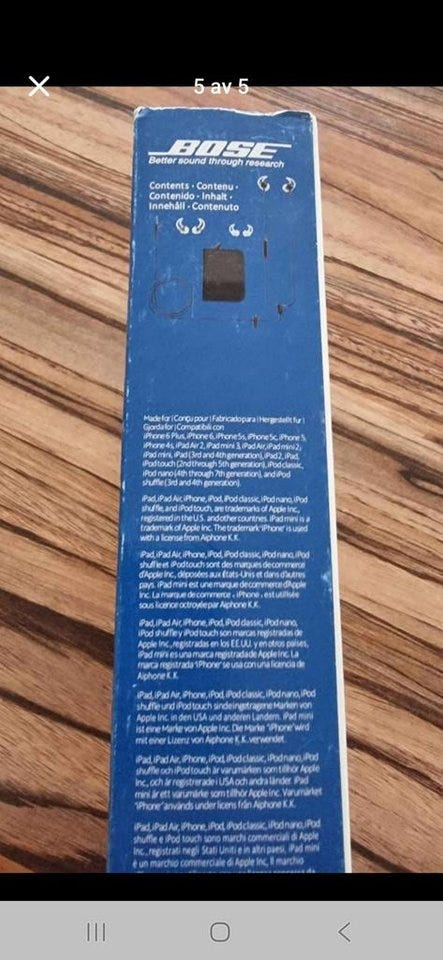 5 av 5
BOSE
Better sound through research
Contents · Contenu ·
Contenido · Inhalt ·
Innehåll · Contenuto
Made for | Conçu pour | Fabricado para | Hergestellt für |
Gjorda för | Compatibili con
iPhone 6 Plus, iPhone 6, iPhone 5s, iPhone 5c, iPhone 5,
iPhone 4s, iPad Air 2, iPad mini 3, iPad Air, iPad mini 2,
iPad mini, iPad (3rd and 4th generation), iPad 2, iPad,
iPod touch (2nd through 5th generation), iPod classic,
iPod nano (4th through 7th generation), and iPod
shuffle (3rd and 4th generation)
iPad, iPad Air, iPhone, iPod, iPod classic, iPod nano, iPod
shuffle, and iPod touch, are trademarks of Apple Inc.,
registered in the U.S. and other countries. iPad mini is a
trademark of Apple Inc. The trademark "iPhone" is used
with a license from Aiphone K.K.
iPad, iPad Air, iPhone, iPod, iPod classic, iPod nano, iPod
shuffle et iPod touch sont des marques de commerce
d'Apple Inc., déposées aux États-Unis et dans d'autres
pays. iPad mini est une marque de commerce d'Apple
Inc. La marque de commerce « iPhone » est utilisée
sous licence octroyée par Aiphone K.K.
iPad, iPad Air, iPhone, iPod, iPod classic, iPod nano,
iPod shuffle y iPod touch son marcas registradas de
Apple Inc., registradas en los EE.UU. y en otros países,
iPad mini es una marca registrada de Apple Inc. La
marca registrada "iPhone" se usa con una licencia de
Aiphone K.K.
iPad, iPad Air, iPhone, iPod, iPod classic, iPod nano, iPod
shuffle und iPod touch sind eingetragene Marken von
Apple Inc. in den USA und anderen Ländern. iPad mini
ist eine Marke von Apple Inc. Die Marke "iPhone" wird
mit einer Lizenz von Aiphone K.K. verwendet.
iPad, iPad Air, iPhone, iPod, iPod classic, iPod nano, iPod
shuffle och iPod touch är varumärken som tillhör Apple
Inc., och är registrerade i USA och andra länder. iPad
mini är ett varumärke som tillhör Apple Inc. Varumärket
"iPhone" används under licens från Aiphone K.K.
iPad, iPad Air, iPhone, iPod, iPod classic, iPod nano, iPod
shuffle e iPod touch sono marchi commerciali di Apple
Inc., registrati negli Stati Uniti e in altri paesi, iPad mini
è un marchio commerciale di Apple Inc. Il marchio